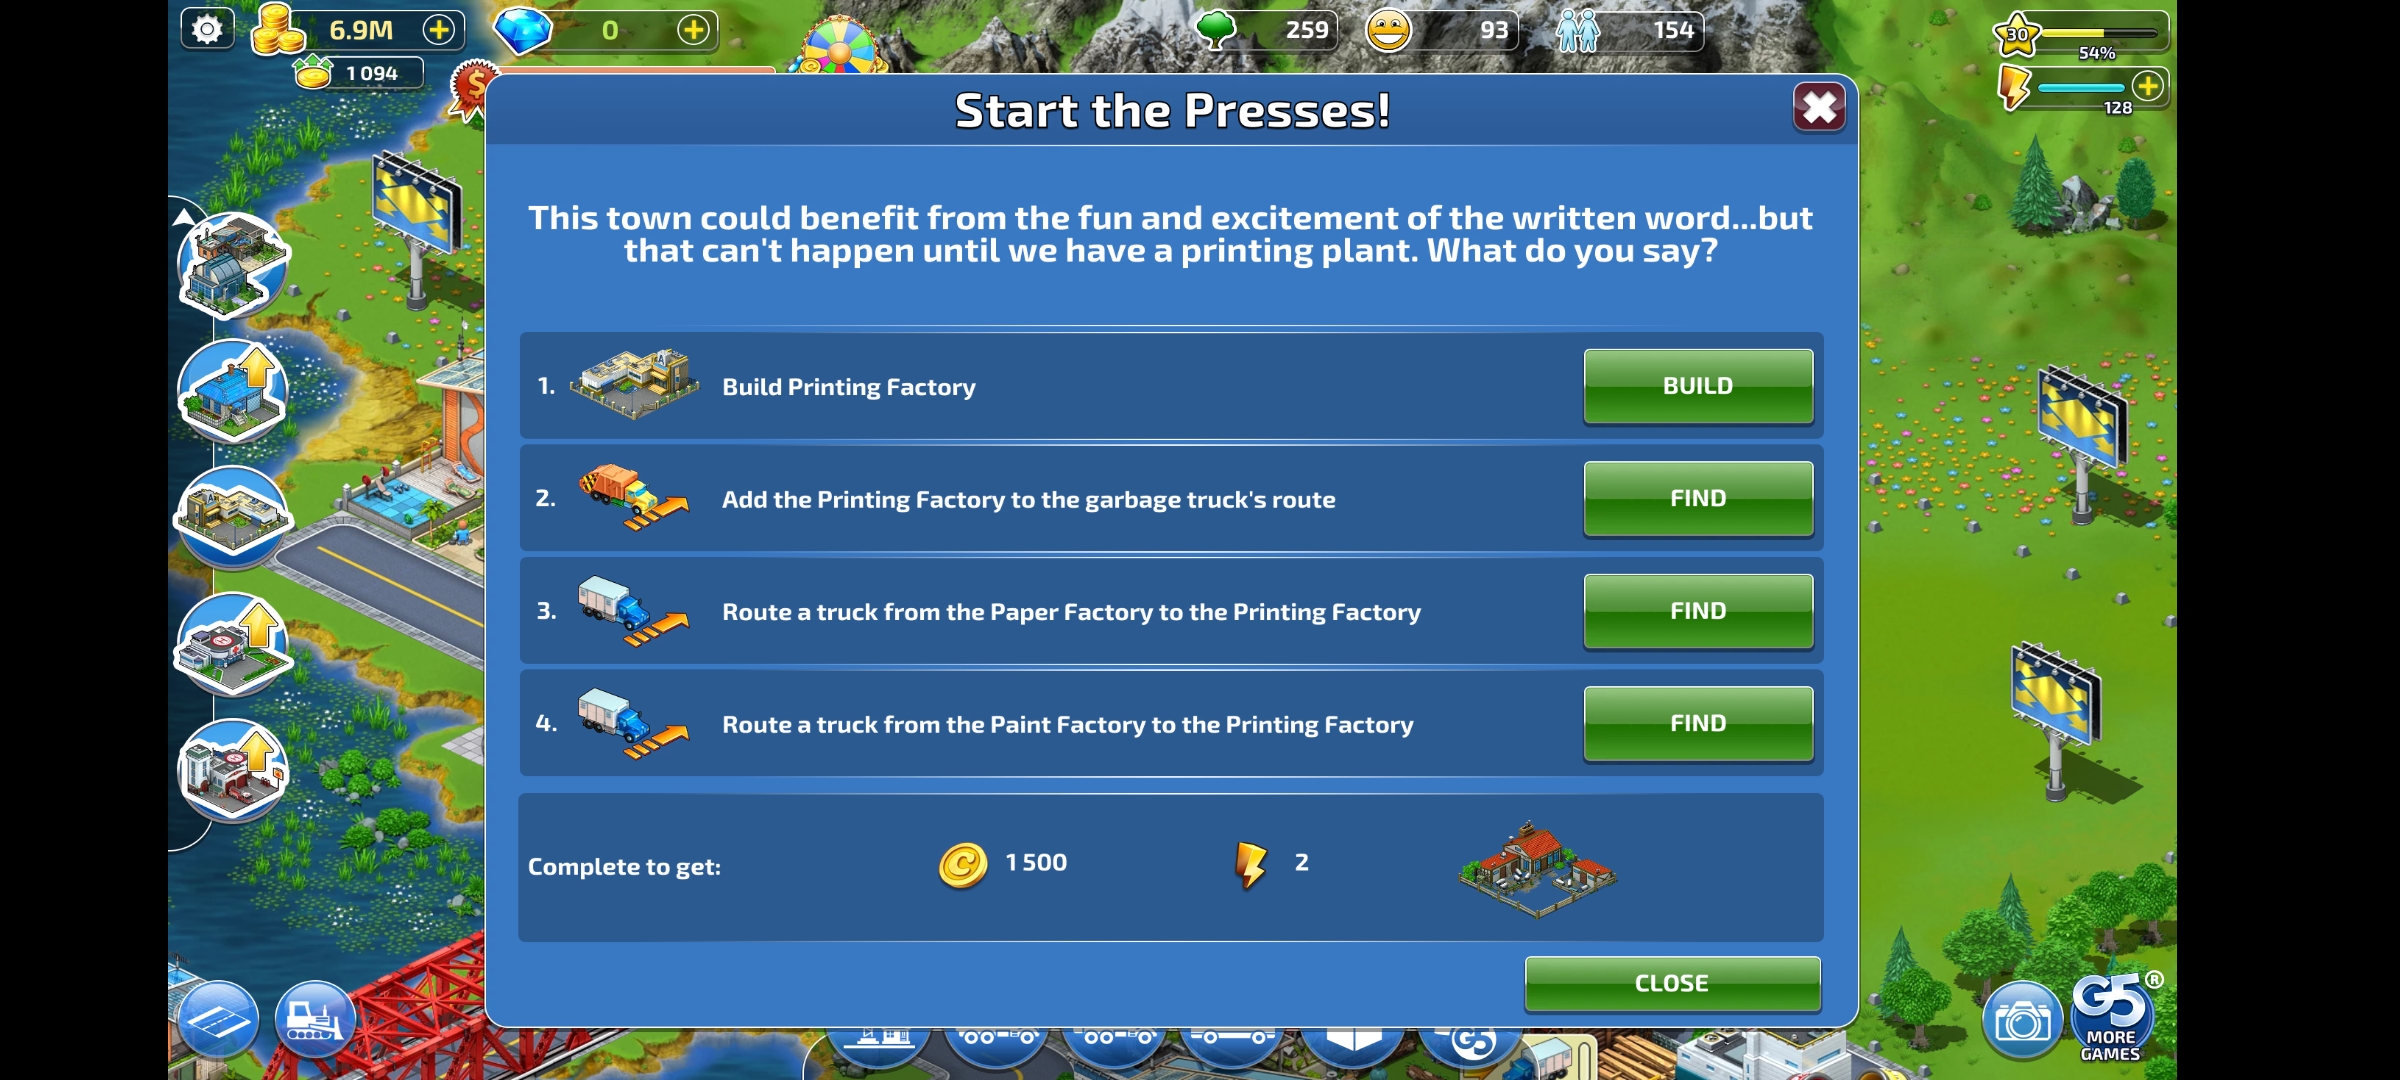 6.9M
0
259
93
154
30
54%
1 094
$
128
Start the Presses!
This town could benefit from the fun and excitement of the written word...but
that can't happen until we have a printing plant. What do you say?
1.
Build Printing Factory
BUILD
2.
Add the Printing Factory to the garbage truck's route
FIND
3.
Route a truck from the Paper Factory to the Printing Factory
FIND
4.
Route a truck from the Paint Factory to the Printing Factory
FIND
Complete to get:
1 500
2
CLOSE
G5
G5®
MORE
GAMES